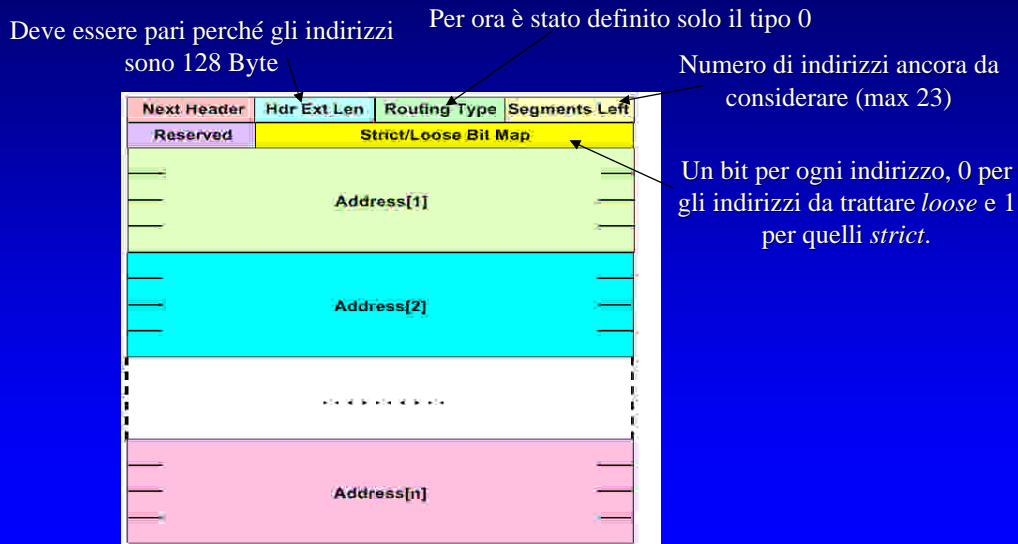 Deve essere pari perché gli indirizzi
sono 128 Byte
Per ora è stato definito solo il tipo 0
Numero di indirizzi ancora da
considerare (max 23)
Next Header Hdr Ext Len Routing Type Segments Left
Reserved Strict/Loose Bit Map
Un bit per ogni indirizzo, 0 per
gli indirizzi da trattare loose e 1
per quelli strict.
Address[1]
Address[2]
Address[n]